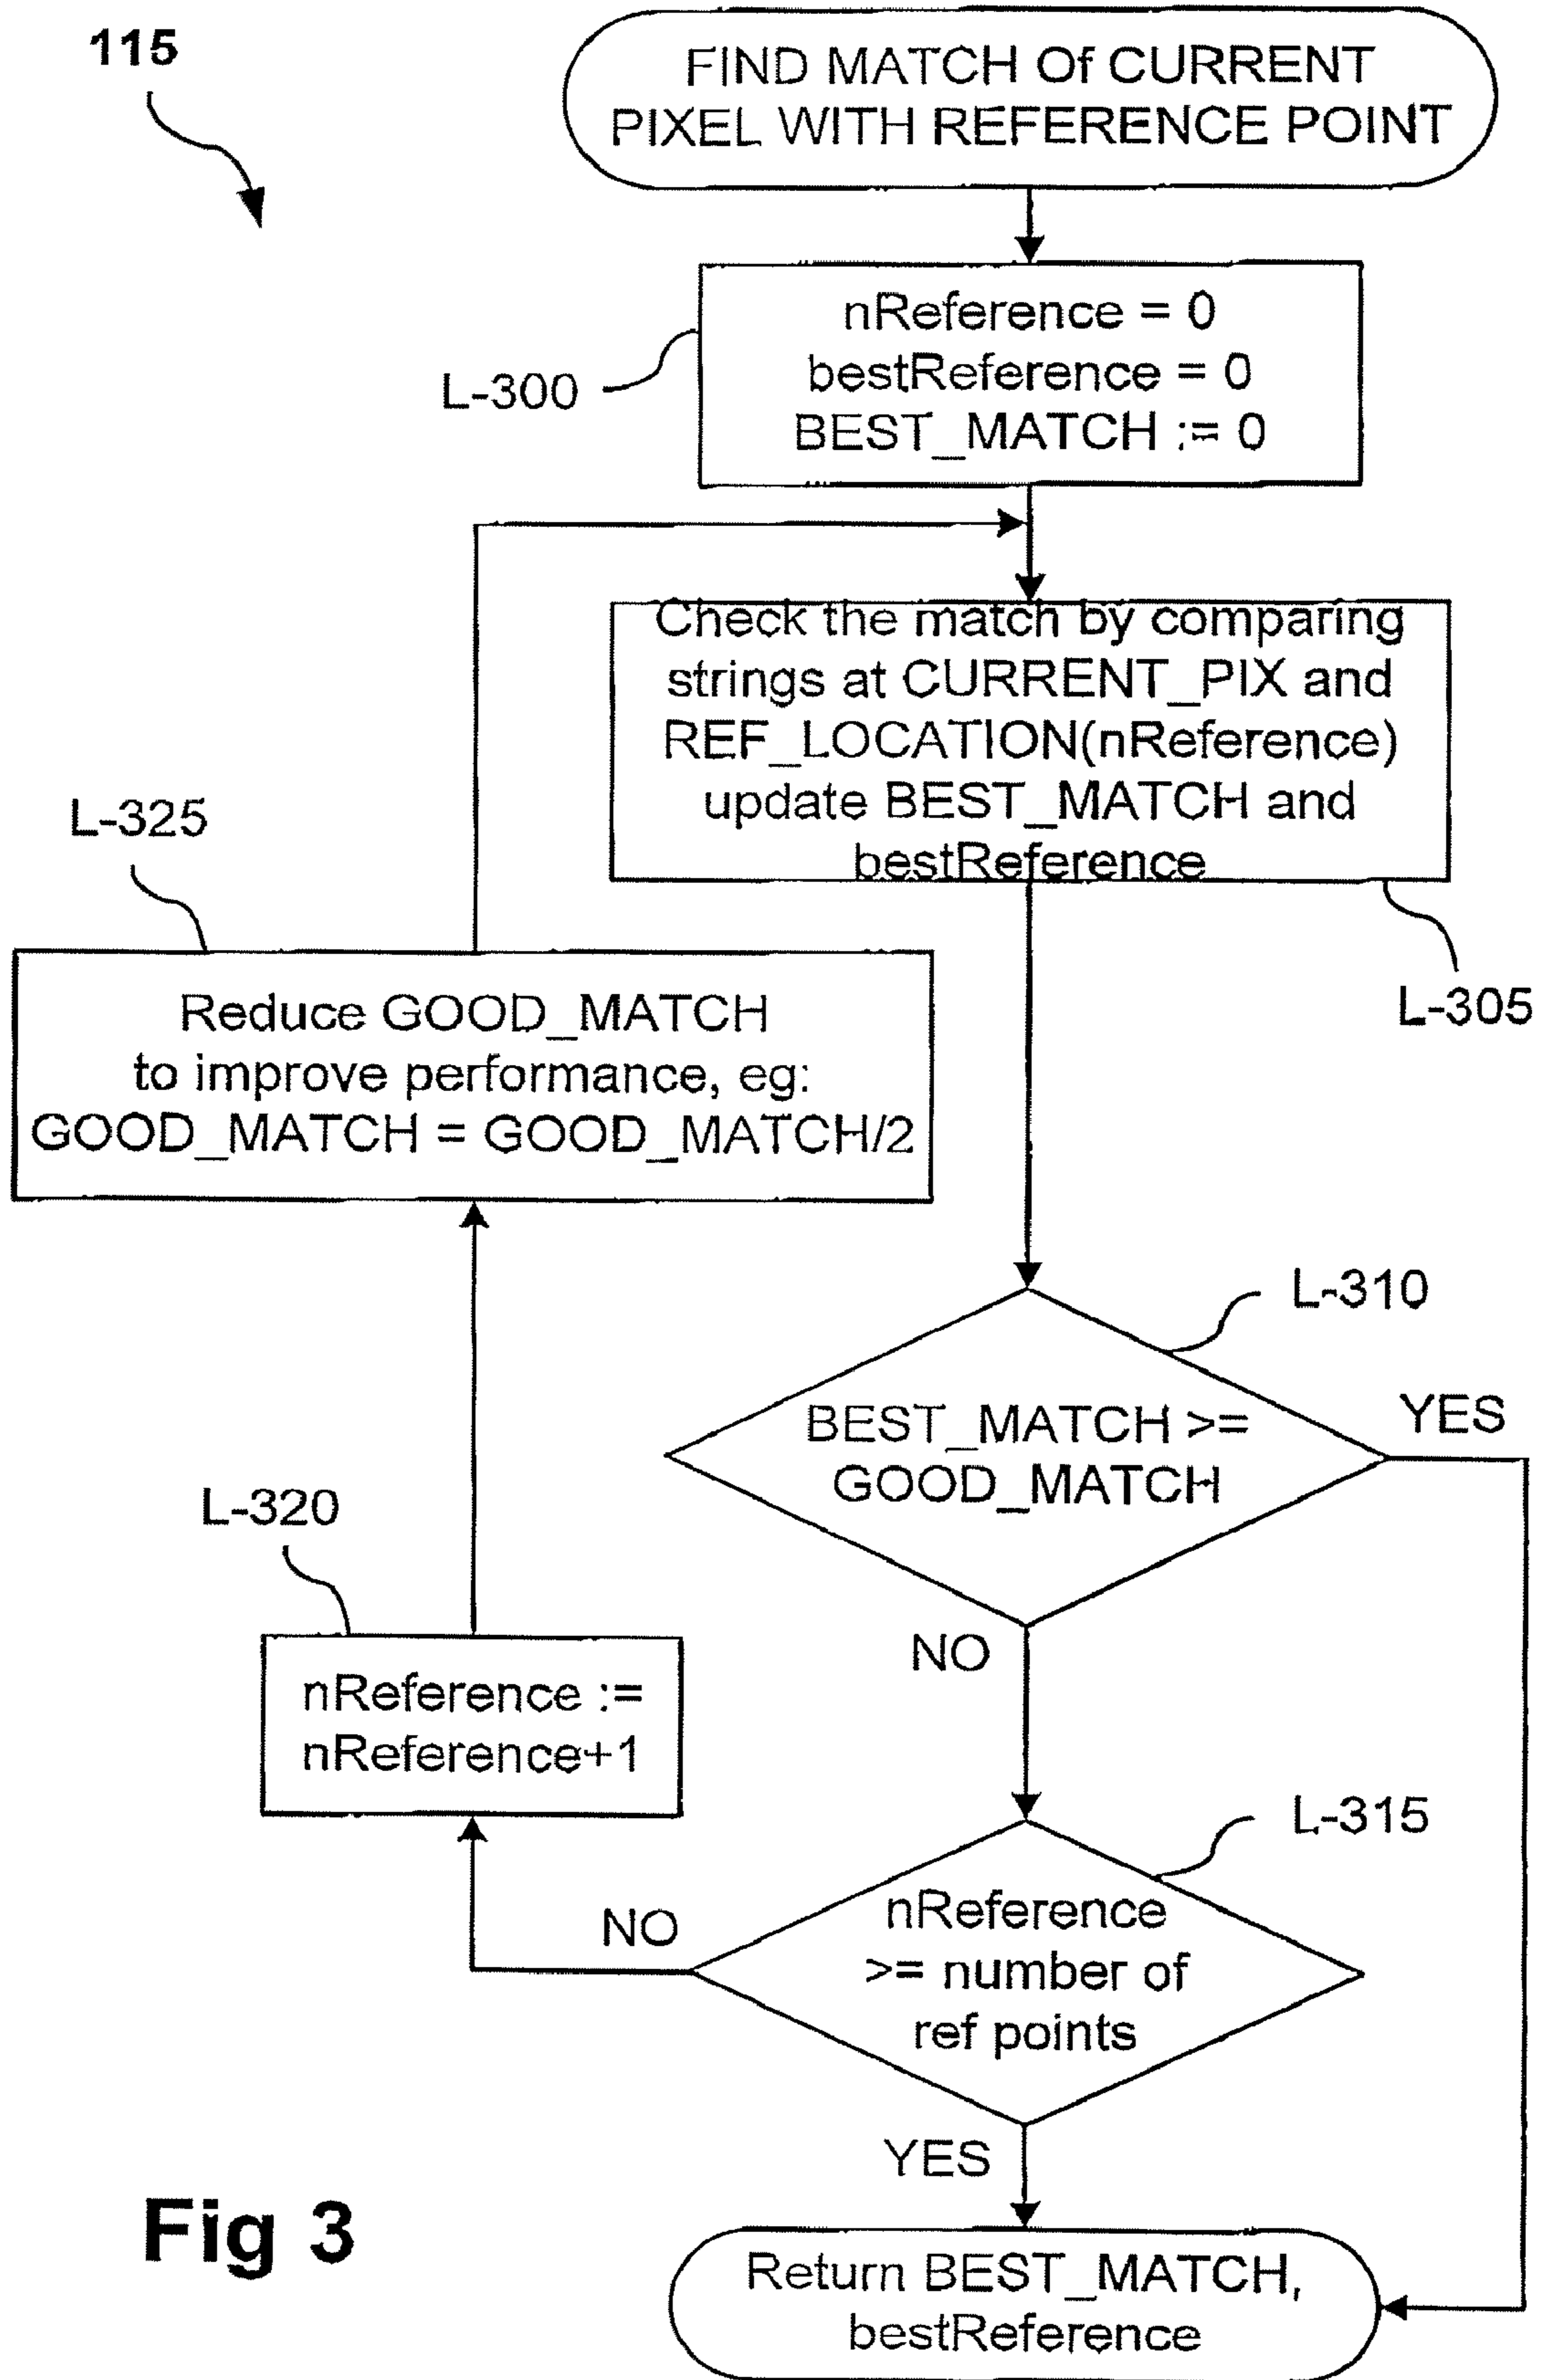 115
FIND MATCH Of CURRENT
PIXEL WITH REFERENCE POINT
nReference = 0
bestReference = 0
BEST_MATCH := 0
L-300
Check the match by comparing
strings at CURRENT_PIX and
REF_LOCATION(nReference)
update BEST_MATCH and
bestReference
L-305
L-325
Reduce GOOD_MATCH
to improve performance, eg:
GOOD_MATCH = GOOD_MATCH/2
L-310
BEST_MATCH >=
GOOD_MATCH
YES
NO
L-320
nReference :=
nReference+1
L-315
nReference
>= number of
ref points
NO
YES
Return BEST_MATCH,
bestReference
Fig 3